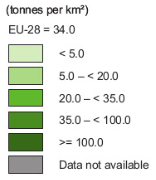 (tonnes per km²)
EU-28 = 34.0
< 5.0
5.0 – < 20.0
20.0 – < 35.0
35.0 – < 100.0
>= 100.0
Data not available